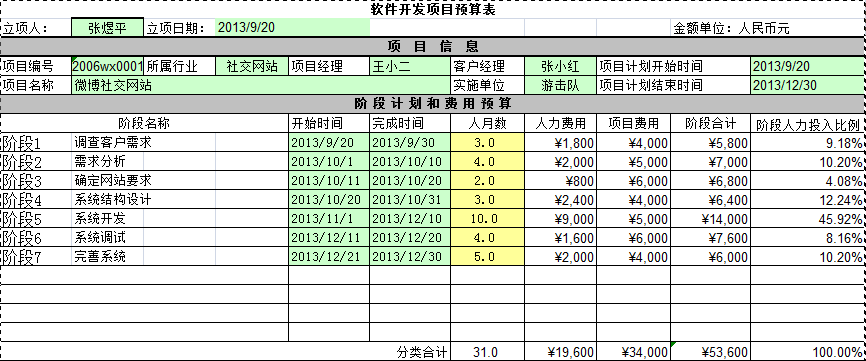 软件开发项目预算表
立项人： 张煜平 立项日期： 2013/9/20 金额单位：人民币元
项 目 信 息
项目编号 2006wx0001 所属行业 社交网站 项目经理 王小二 客户经理 张小红 项目计划开始时间 2013/9/20
项目名称 微博社交网站 实施单位 游击队 项目计划结束时间 2013/12/30
阶段计划和费用预算
阶段名称 开始时间 完成时间 人月数 人力费用 项目费用 阶段合计 阶段人力投入比例
阶段1 调查客户需求 2013/9/20 2013/9/30 3.0 ¥1,800 ¥4,000 ¥5,800 9.18%
阶段2 需求分析 2013/10/1 2013/10/10 4.0 ¥2,000 ¥5,000 ¥7,000 10.20%
阶段3 确定网站要求 2013/10/11 2013/10/20 2.0 ¥800 ¥6,000 ¥6,800 4.08%
阶段4 系统结构设计 2013/10/20 2013/10/31 3.0 ¥2,400 ¥4,000 ¥6,400 12.24%
阶段5 系统开发 2013/11/1 2013/12/10 10.0 ¥9,000 ¥5,000 ¥14,000 45.92%
阶段6 系统调试 2013/12/11 2013/12/20 4.0 ¥1,600 ¥6,000 ¥7,600 8.16%
阶段7 完善系统 2013/12/21 2013/12/30 5.0 ¥2,000 ¥4,000 ¥6,000 10.20%
分类合计 31.0 ¥19,600 ¥34,000 ¥53,600 100.00%